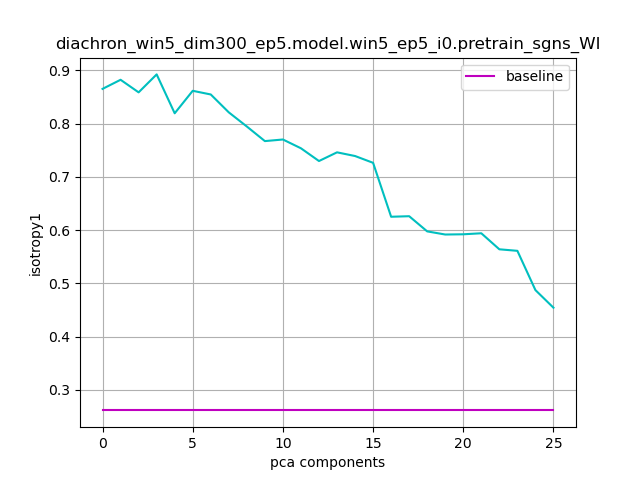 diachron_win5_dim300_ep5.model.win5_ep5_i0.pretrain_sgns_WI
baseline
0.9
0.8
0.7
0.6
0.5
0.4
0.3
isotropy1
0 5 10 15 20 25
pca components